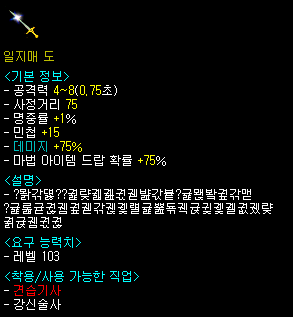 일지매 도
<기본 정보>
- 공격력 4~8(0.75초)
- 사정거리 75
- 명중률 +1%
- 민첩 +15
- 데미지 +75%
- 마법 아이템 드랍 확률 +75%
<설명>
<요구 능력치>
- 레벨 103
<착용/사용 가능한 직업>
- 견습기사
- 강신술사